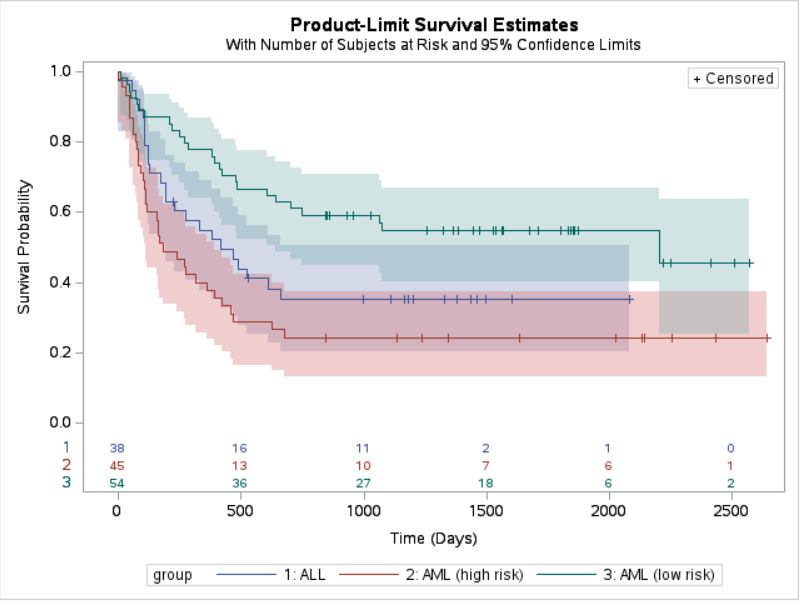 Product-Limit Survival Estimates
With Number of Subjects at Risk and 95% Confidence Limits
+ Censored
1.0
0.8
0.6
0.4
0.2
0.0
Survival Probability
1 38 16 11 2 1 0
2 45 13 10 7 6 1
3 54 36 27 18 6 2
0 500 1000 1500 2000 2500
Time (Days)
group 1: ALL 2: AML (high risk) 3: AML (low risk)